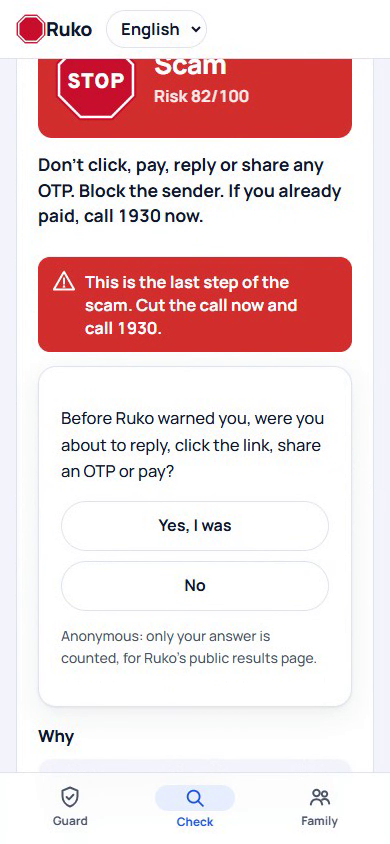 Ruko
English
STOP
Scam
Risk 82/100
Don't click, pay, reply or share any
OTP. Block the sender. If you already
paid, call 1930 now.
This is the last step of the
scam. Cut the call now and
call 1930.
Before Ruko warned you, were you
about to reply, click the link, share
an OTP or pay?
Yes, I was
No
Anonymous: only your answer is
counted, for Ruko's public results page.
Why
Guard
Check
Family